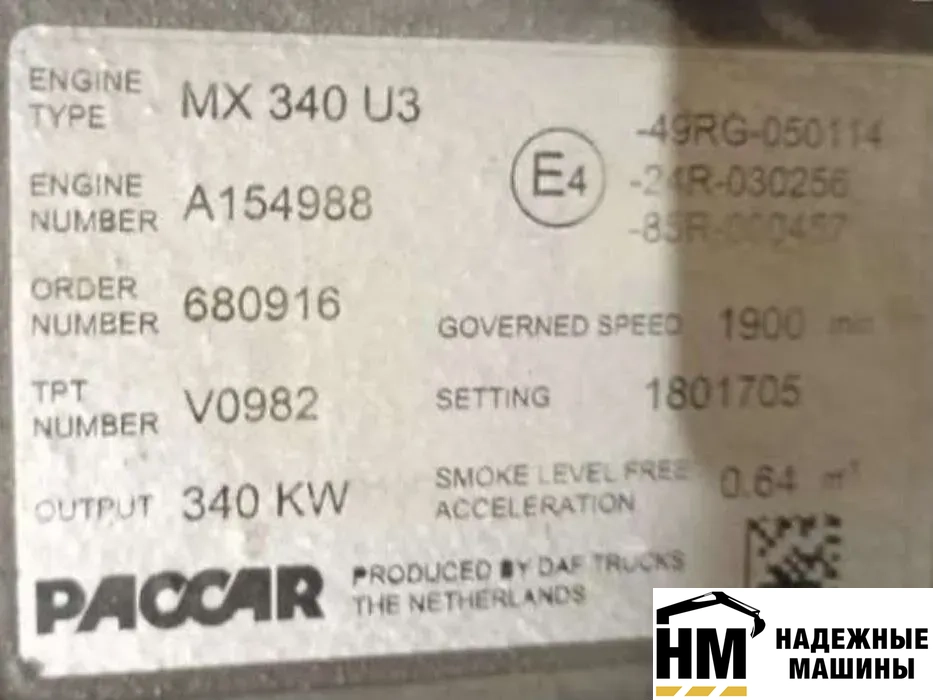 ENGINE TYPE MX 340 U3
ENGINE NUMBER A154988
ORDER NUMBER 680916
TPT NUMBER V0982
OUTPUT 340 KW
E4
-49RG-050114
-24R-030256
GOVERNED SPEED 1900 min
SETTING 1801705
SMOKE LEVEL FREE ACCELERATION 0.64 m⁻¹
PACCAR
PRODUCED BY DAF TRUCKS
THE NETHERLANDS
НМ
НАДЕЖНЫЕ
МАШИНЫ